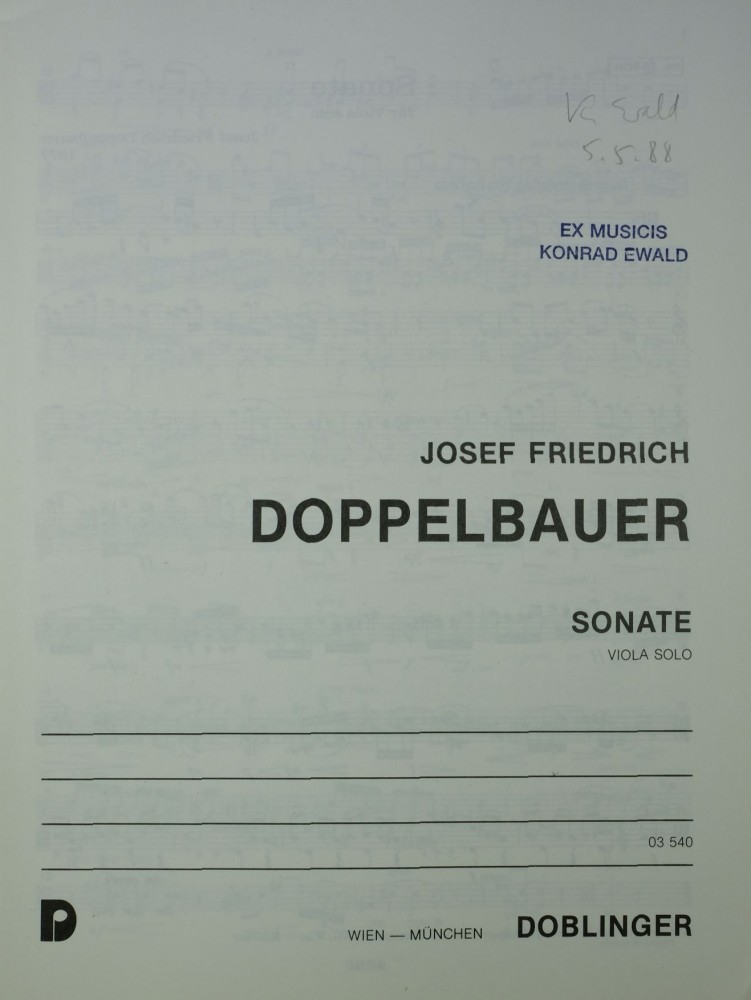 K Ewald
5.5.88
EX MUSICIS
KONRAD EWALD
JOSEF FRIEDRICH
DOPPELBAUER
SONATE
VIOLA SOLO
03 540
WIEN — MÜNCHEN DOBLINGER